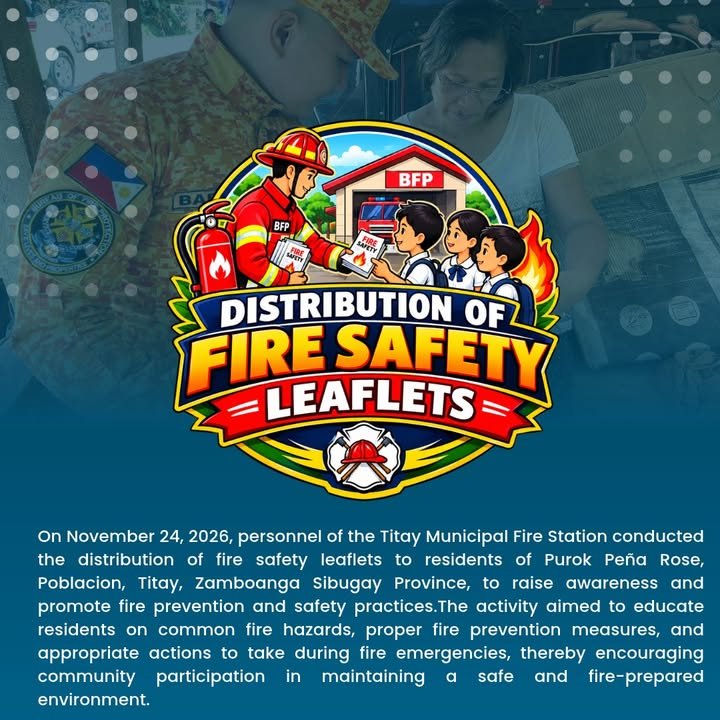 BFP
BFP
FIRE
SAFETY
FIRE
SAFETY
DISTRIBUTION OF
FIRE SAFETY
LEAFLETS
On November 24, 2026, personnel of the Titay Municipal Fire Station conducted
the distribution of fire safety leaflets to residents of Purok Peña Rose,
Poblacion, Titay, Zamboanga Sibugay Province, to raise awareness and
promote fire prevention and safety practices.The activity aimed to educate
residents on common fire hazards, proper fire prevention measures, and
appropriate actions to take during fire emergencies, thereby encouraging
community participation in maintaining a safe and fire-prepared
environment.